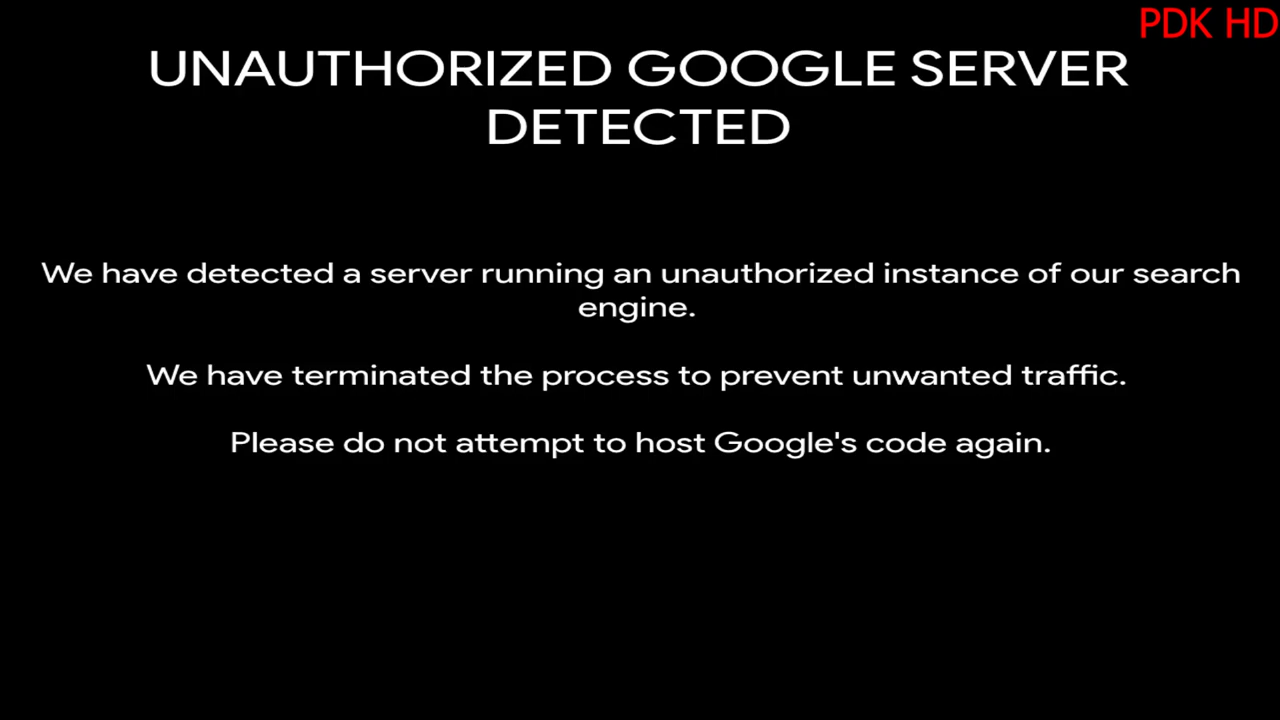 PDK HD
UNAUTHORIZED GOOGLE SERVER
DETECTED
We have detected a server running an unauthorized instance of our search
engine.
We have terminated the process to prevent unwanted traffic.
Please do not attempt to host Google's code again.